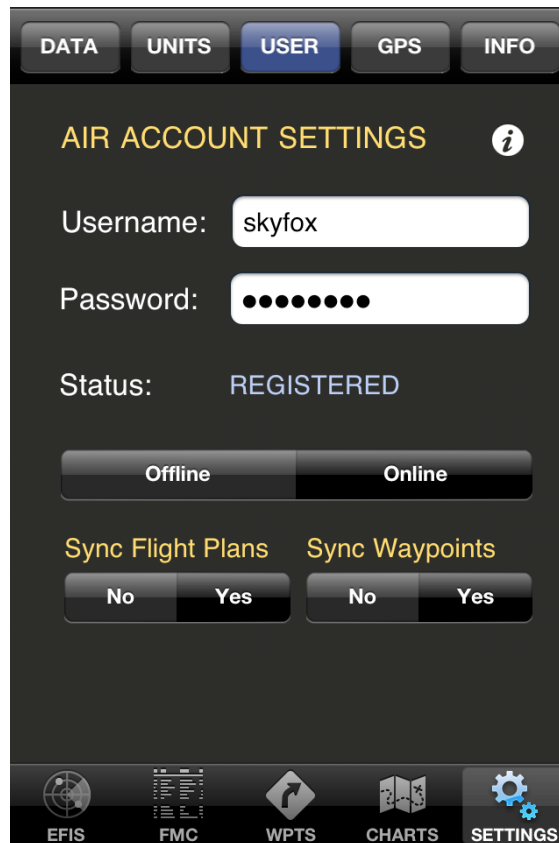 DATA UNITS USER GPS INFO
AIR ACCOUNT SETTINGS i
Username: skyfox
Password: ●●●●●●●●
Status: REGISTERED
Offline Online
Sync Flight Plans Sync Waypoints
No Yes No Yes
EFIS FMC WPTS CHARTS SETTINGS